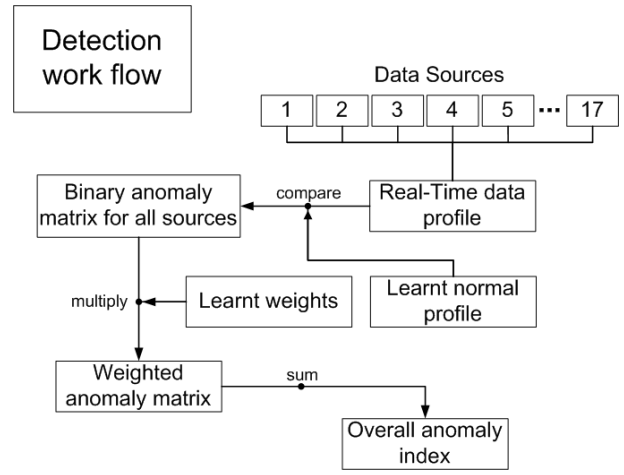 Detection
work flow
Data Sources
1 2 3 4 5 ... 17
Binary anomaly
matrix for all sources
compare
Real-Time data
profile
multiply
Learnt weights
Learnt normal
profile
Weighted
anomaly matrix
sum
Overall anomaly
index